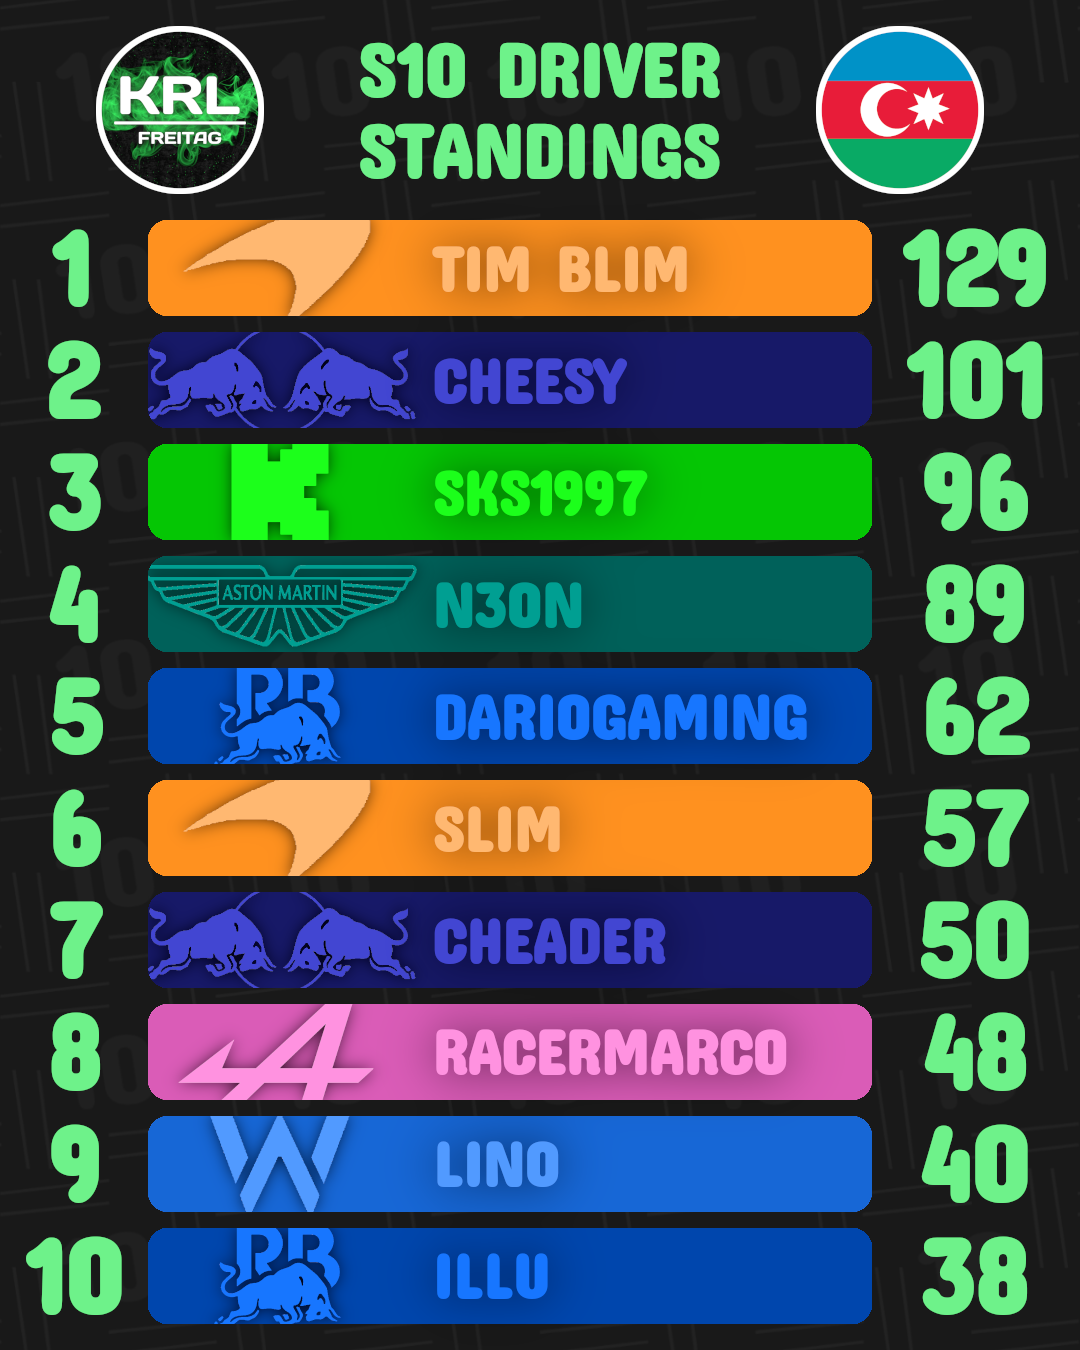 KRL
FREITAG
S10 DRIVER
STANDINGS
1 TIM BLIM 129
2 CHEESY 101
3 K SKS1997 96
4 ASTON MARTIN N3ON 89
5 RB DARIOGAMING 62
6 SLIM 57
7 CHEADER 50
8 A RACERMARCO 48
9 W LINO 40
10 RB ILLU 38